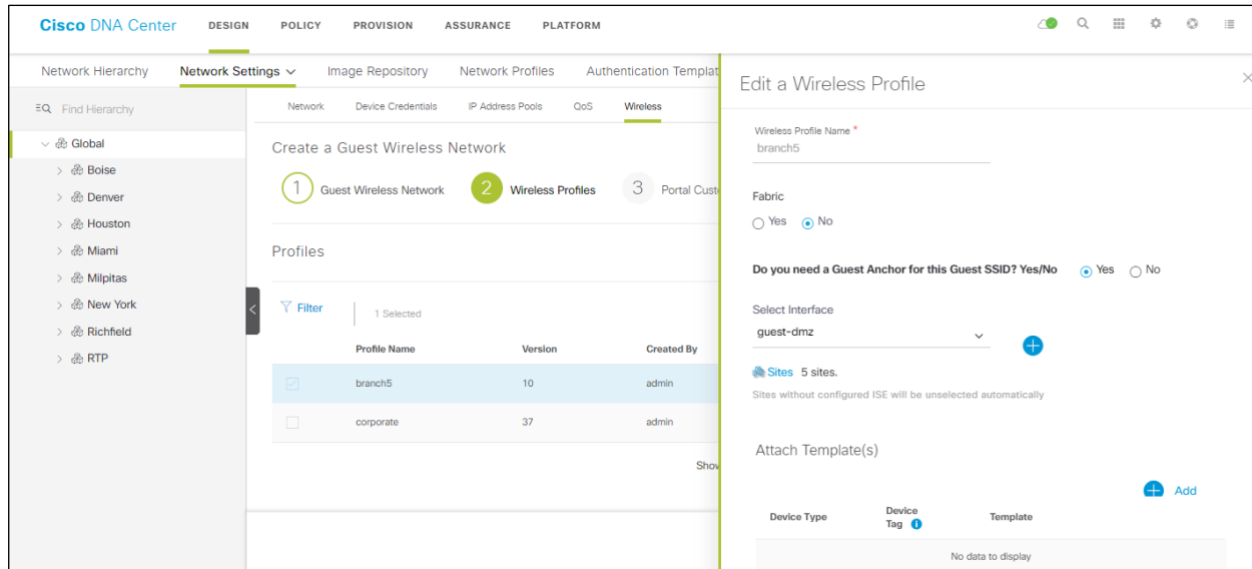 Cisco DNA Center DESIGN POLICY PROVISION ASSURANCE PLATFORM
Network Hierarchy Network Settings Image Repository Network Profiles Authentication Templat
Find Hierarchy
Global
Boise
Denver
Houston
Miami
Milpitas
New York
Richfield
RTP
Network Device Credentials IP Address Pools QoS Wireless
Create a Guest Wireless Network
1 Guest Wireless Network 2 Wireless Profiles 3 Portal Cust
Profiles
Filter 1 Selected
Profile Name Version Created By
branch5 10 admin
corporate 37 admin
Show
Edit a Wireless Profile
Wireless Profile Name *
branch5
Fabric
Yes No
Do you need a Guest Anchor for this Guest SSID? Yes/No Yes No
Select Interface
guest-dmz
Sites 5 sites.
Sites without configured ISE will be unselected automatically
Attach Template(s)
Add
Device Type Device Tag Template
No data to display